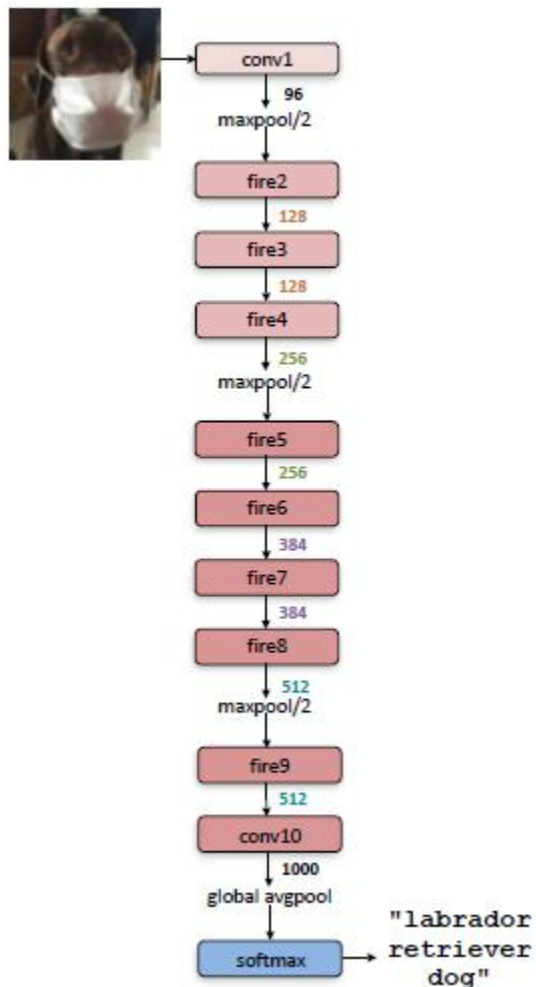 conv1
96
maxpool/2
fire2
128
fire3
128
fire4
256
maxpool/2
fire5
256
fire6
384
fire7
384
fire8
512
maxpool/2
fire9
512
conv10
1000
global avgpool
softmax
"labrador
retriever
dog"